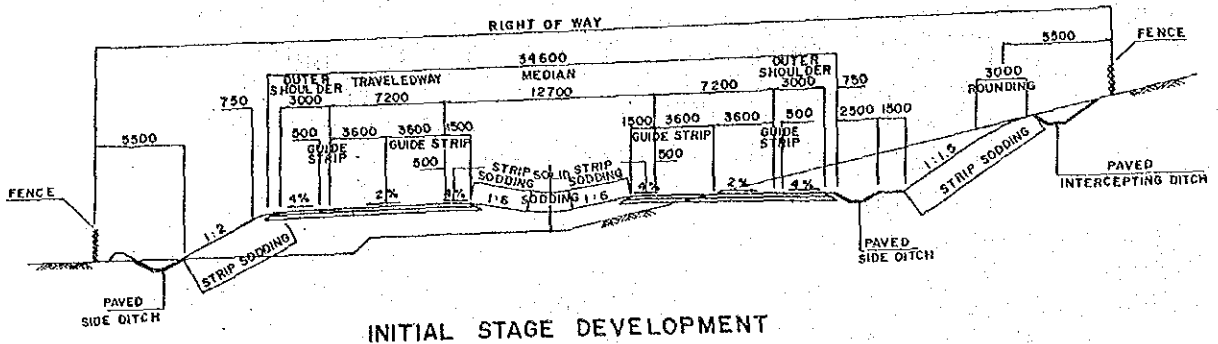 RIGHT OF WAY
5500
FENCE
34600
OUTER
SHOULDER
TRAVELEDWAY
MEDIAN
OUTER
SHOULDER
750
3000
7200
12700
7200
3000
750
3000
ROUNDING
5500
500
3600
3600
1500
1500
3600
3600
500
2500
1500
GUIDE
STRIP
GUIDE STRIP
GUIDE STRIP
GUIDE
STRIP
500
500
STRIP
SODDING
SOLID
SODDING
STRIP
SODDING
FENCE
4%
2%
4%
1:6
1:6
4%
2%
4%
1:1.5
STRIP SODDING
PAVED
INTERCEPTING DITCH
1:2
STRIP SODDING
PAVED
SIDE DITCH
PAVED
SIDE DITCH
INITIAL STAGE DEVELOPMENT